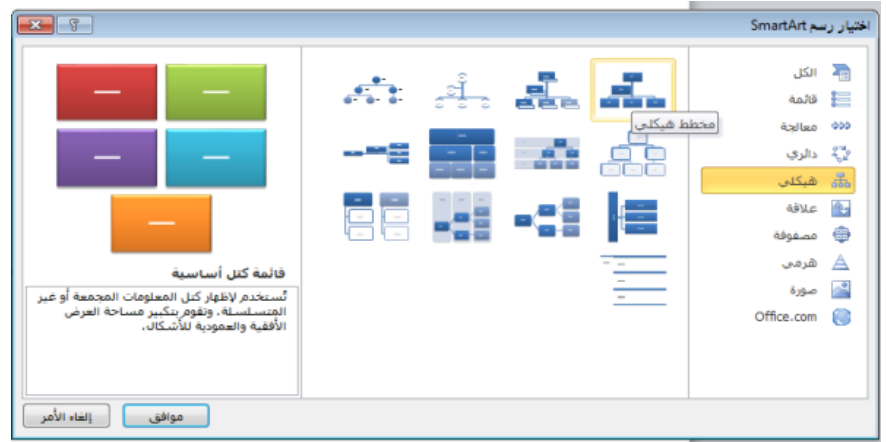 اختيار رسم SmartArt
الكل
قائمة
معالجة
دائري
هيكلي
علاقة
مصفوفة
هرمي
صورة
Office.com
مخطط هيكلي
قائمة كتل أساسية
تُستخدم لإظهار كتل المعلومات المجمعة أو غير
المتسلسلة. وتقوم بتكبير مساحة العرض
الأفقية والعمودية للأشكال.
موافق
إلغاء الأمر